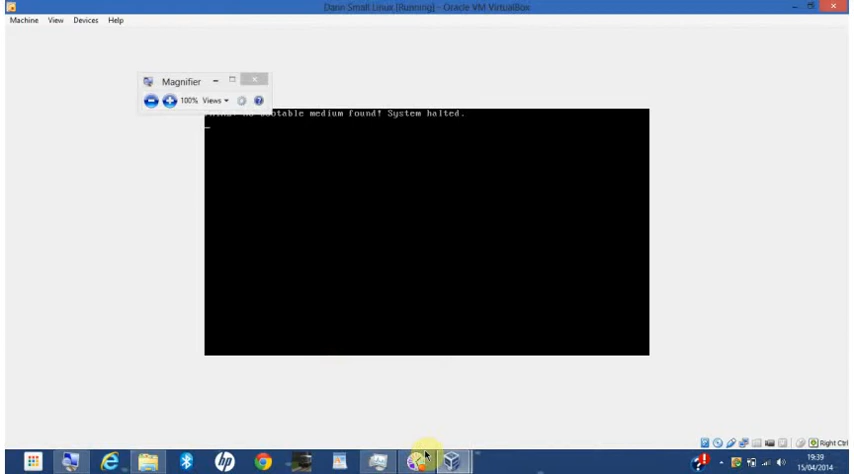 Damn Small Linux [Running] - Oracle VM VirtualBox
Machine View Devices Help
Magnifier
100% Views
bootable medium found! System halted.
Right Ctrl
19:39
15/04/2014